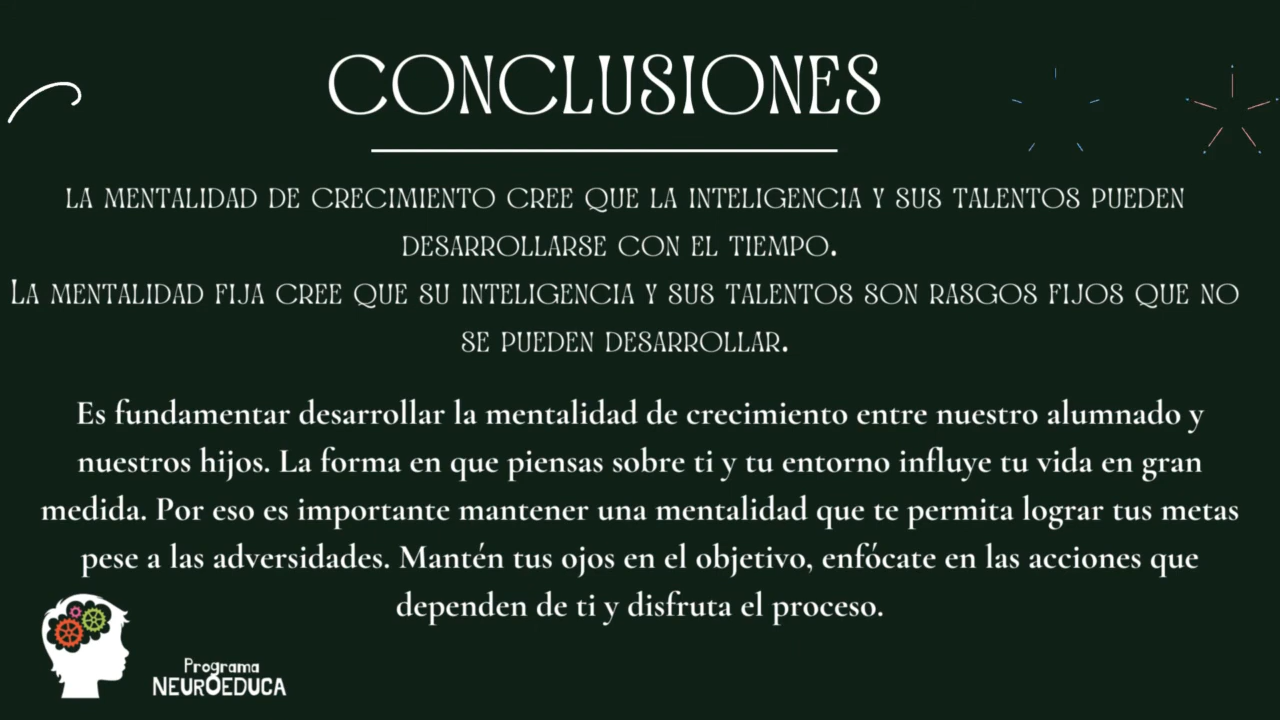 CONCLUSIONES
LA MENTALIDAD DE CRECIMIENTO CREE QUE LA INTELIGENCIA Y SUS TALENTOS PUEDEN
DESARROLLARSE CON EL TIEMPO.
LA MENTALIDAD FIJA CREE QUE SU INTELIGENCIA Y SUS TALENTOS SON RASGOS FIJOS QUE NO
SE PUEDEN DESARROLLAR.
Es fundamentar desarrollar la mentalidad de crecimiento entre nuestro alumnado y
nuestros hijos. La forma en que piensas sobre ti y tu entorno influye tu vida en gran
medida. Por eso es importante mantener una mentalidad que te permita lograr tus metas
pese a las adversidades. Mantén tus ojos en el objetivo, enfócate en las acciones que
dependen de ti y disfruta el proceso.
Programa
NEUROEDUCA